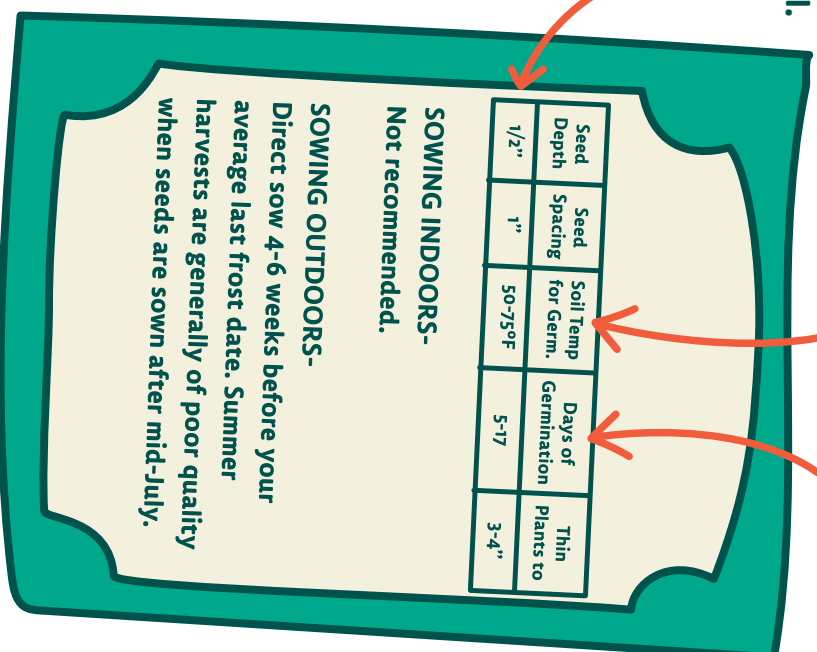 l.
Seed Depth
Seed Spacing
Soil Temp for Germ.
Days of Germination
Thin Plants to
1/2”
1”
50-75°F
5-17
3-4”
SOWING INDOORS-
Not recommended.
SOWING OUTDOORS-
Direct sow 4-6 weeks before your
average last frost date. Summer
harvests are generally of poor quality
when seeds are sown after mid-July.